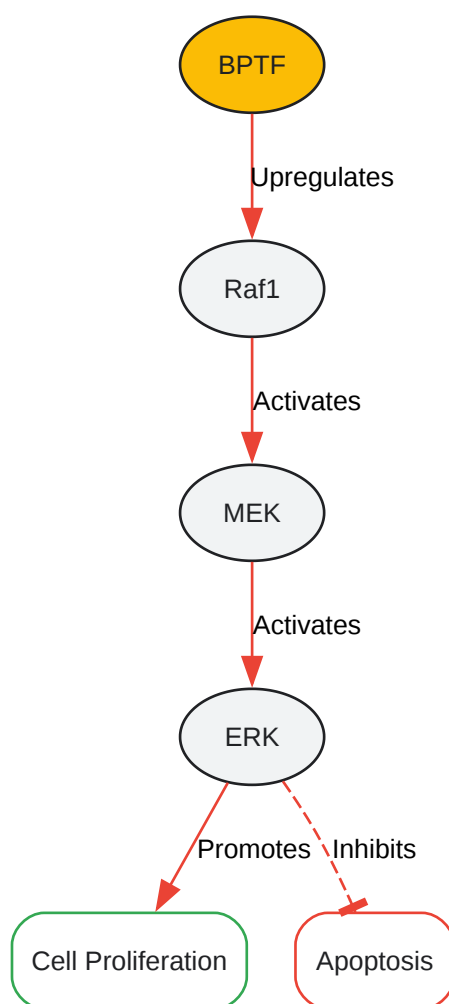 BPTF
Upregulates
Raf1
Activates
MEK
Activates
ERK
Promotes
Inhibits
Cell Proliferation
Apoptosis